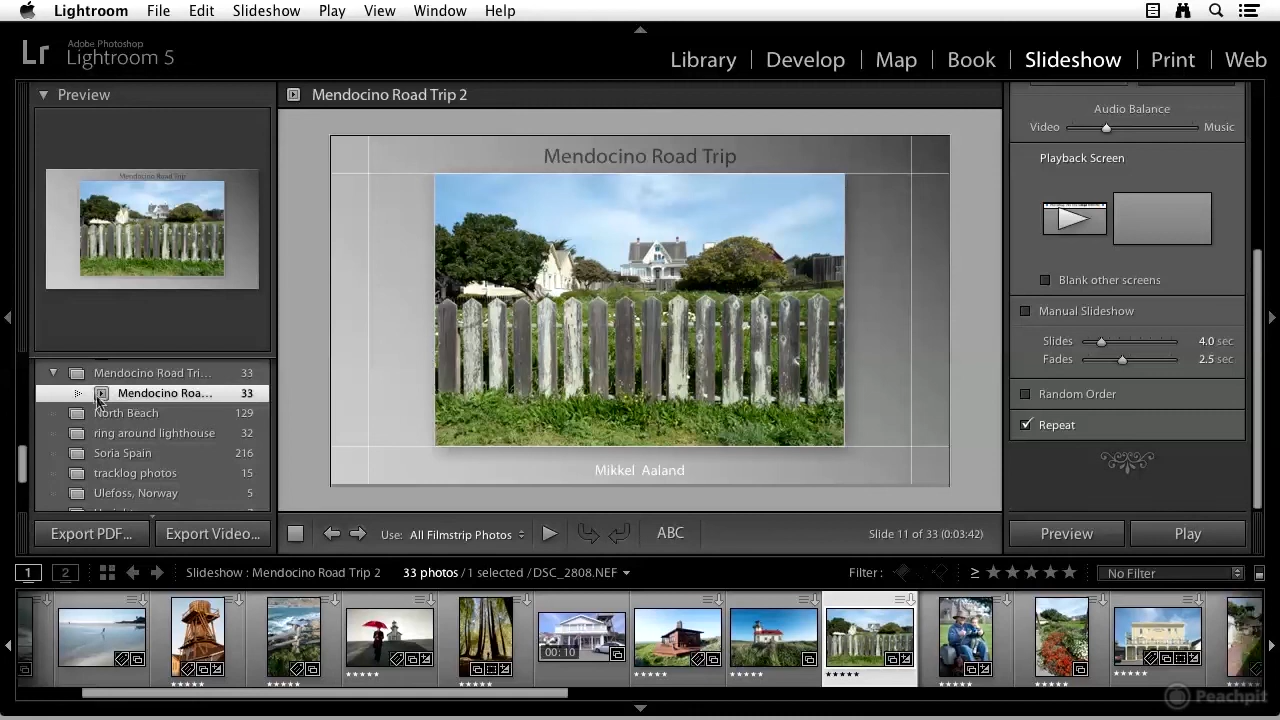 Lightroom File Edit Slideshow Play View Window Help
Lr Adobe Photoshop
Lightroom 5
Library Develop Map Book Slideshow Print Web
Preview
Mendocino Road Trip 2
Audio Balance
Video Music
Playback Screen
Mendocino Road Trip
Mendocino Road Trip
Blank other screens
Manual Slideshow
Slides 4.0 sec
Fades 2.5 sec
Random Order
Repeat
Mendocino Road Tri... 33
Mendocino Roa... 33
North Beach 129
ring around lighthouse 32
Soria Spain 216
tracklog photos 15
Ulefoss, Norway 5
Mikkel Aaland
Export PDF... Export Video...
Use: All Filmstrip Photos
ABC
Slide 11 of 33 (0:03:42)
Preview Play
1 2
Slideshow : Mendocino Road Trip 2
33 photos / 1 selected / DSC_2808.NEF
Filter :
≥ ★★★★★
No Filter
00:10
Peachpit